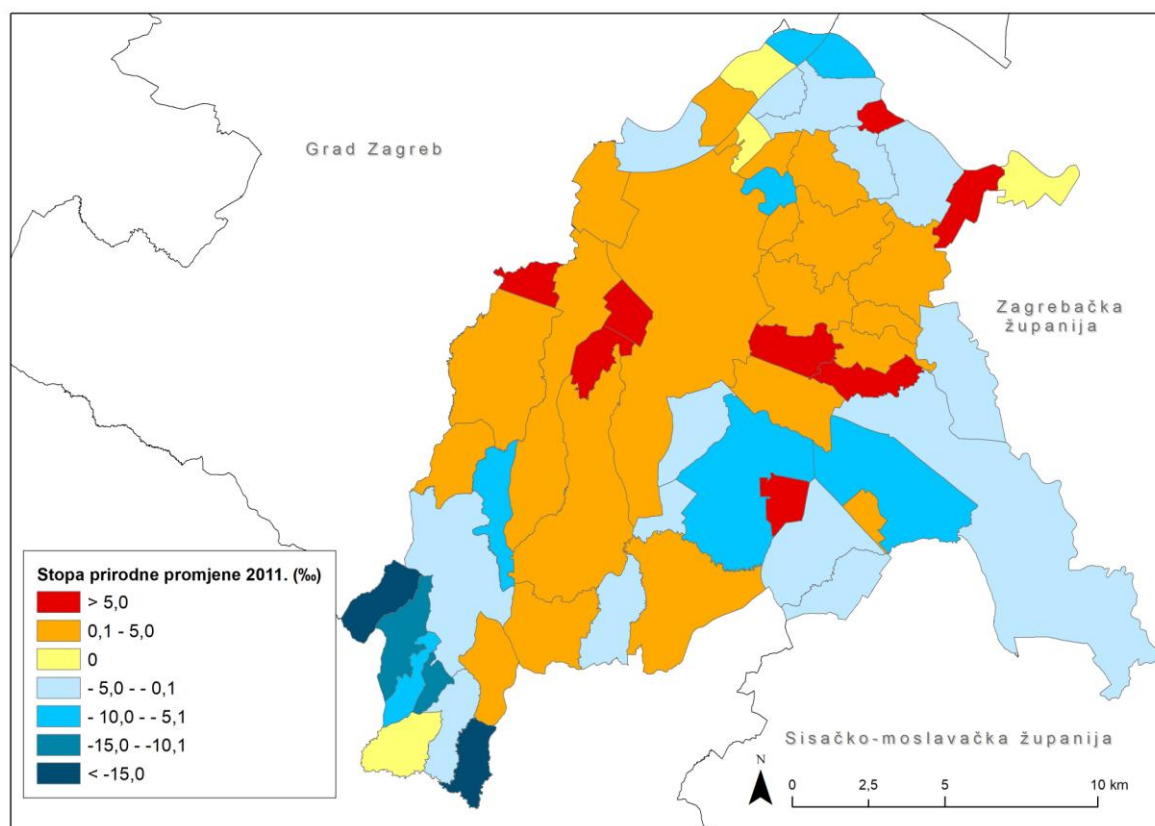 Grad Zagreb
Zagrebačka
županija
Stopa prirodne promjene 2011. (‰)
> 5,0
0,1 - 5,0
0
- 5,0 - - 0,1
- 10,0 - - 5,1
-15,0 - -10,1
< -15,0
Sisačko-moslavačka županija
N
0 2,5 5 10 km